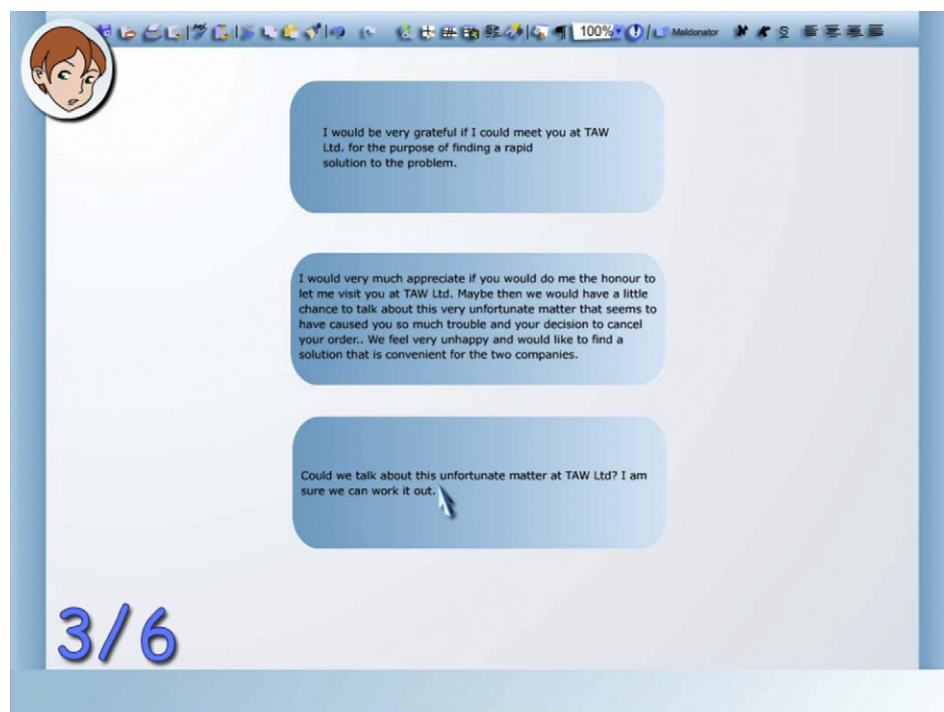 100% Maldonator S
I would be very grateful if I could meet you at TAW
Ltd. for the purpose of finding a rapid
solution to the problem.
I would very much appreciate if you would do me the honour to
let me visit you at TAW Ltd. Maybe then we would have a little
chance to talk about this very unfortunate matter that seems to
have caused you so much trouble and your decision to cancel
your order.. We feel very unhappy and would like to find a
solution that is convenient for the two companies.
Could we talk about this unfortunate matter at TAW Ltd? I am
sure we can work it out.
3/6